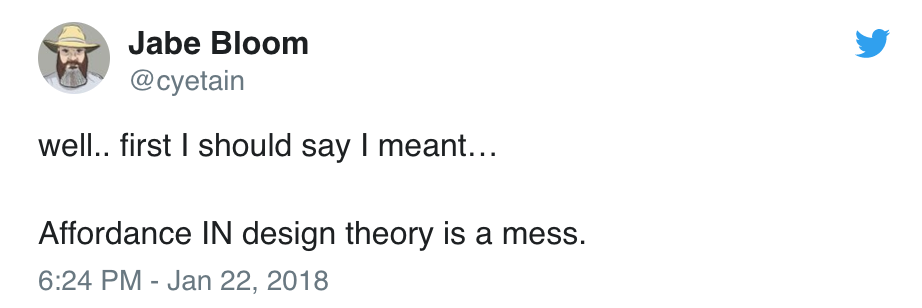 Jabe Bloom
@cyetain
well.. first I should say I meant…
Affordance IN design theory is a mess.
6:24 PM - Jan 22, 2018